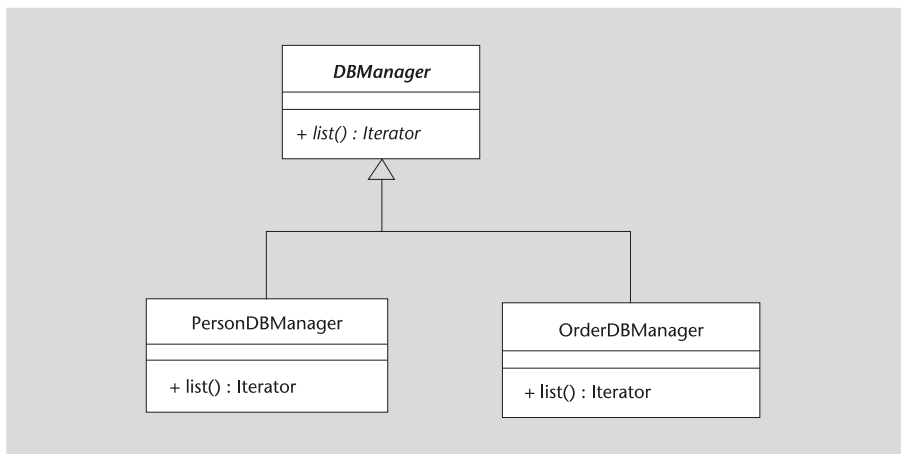 DBManager
+ list() : Iterator
PersonDBManager
+ list() : Iterator
OrderDBManager
+ list() : Iterator